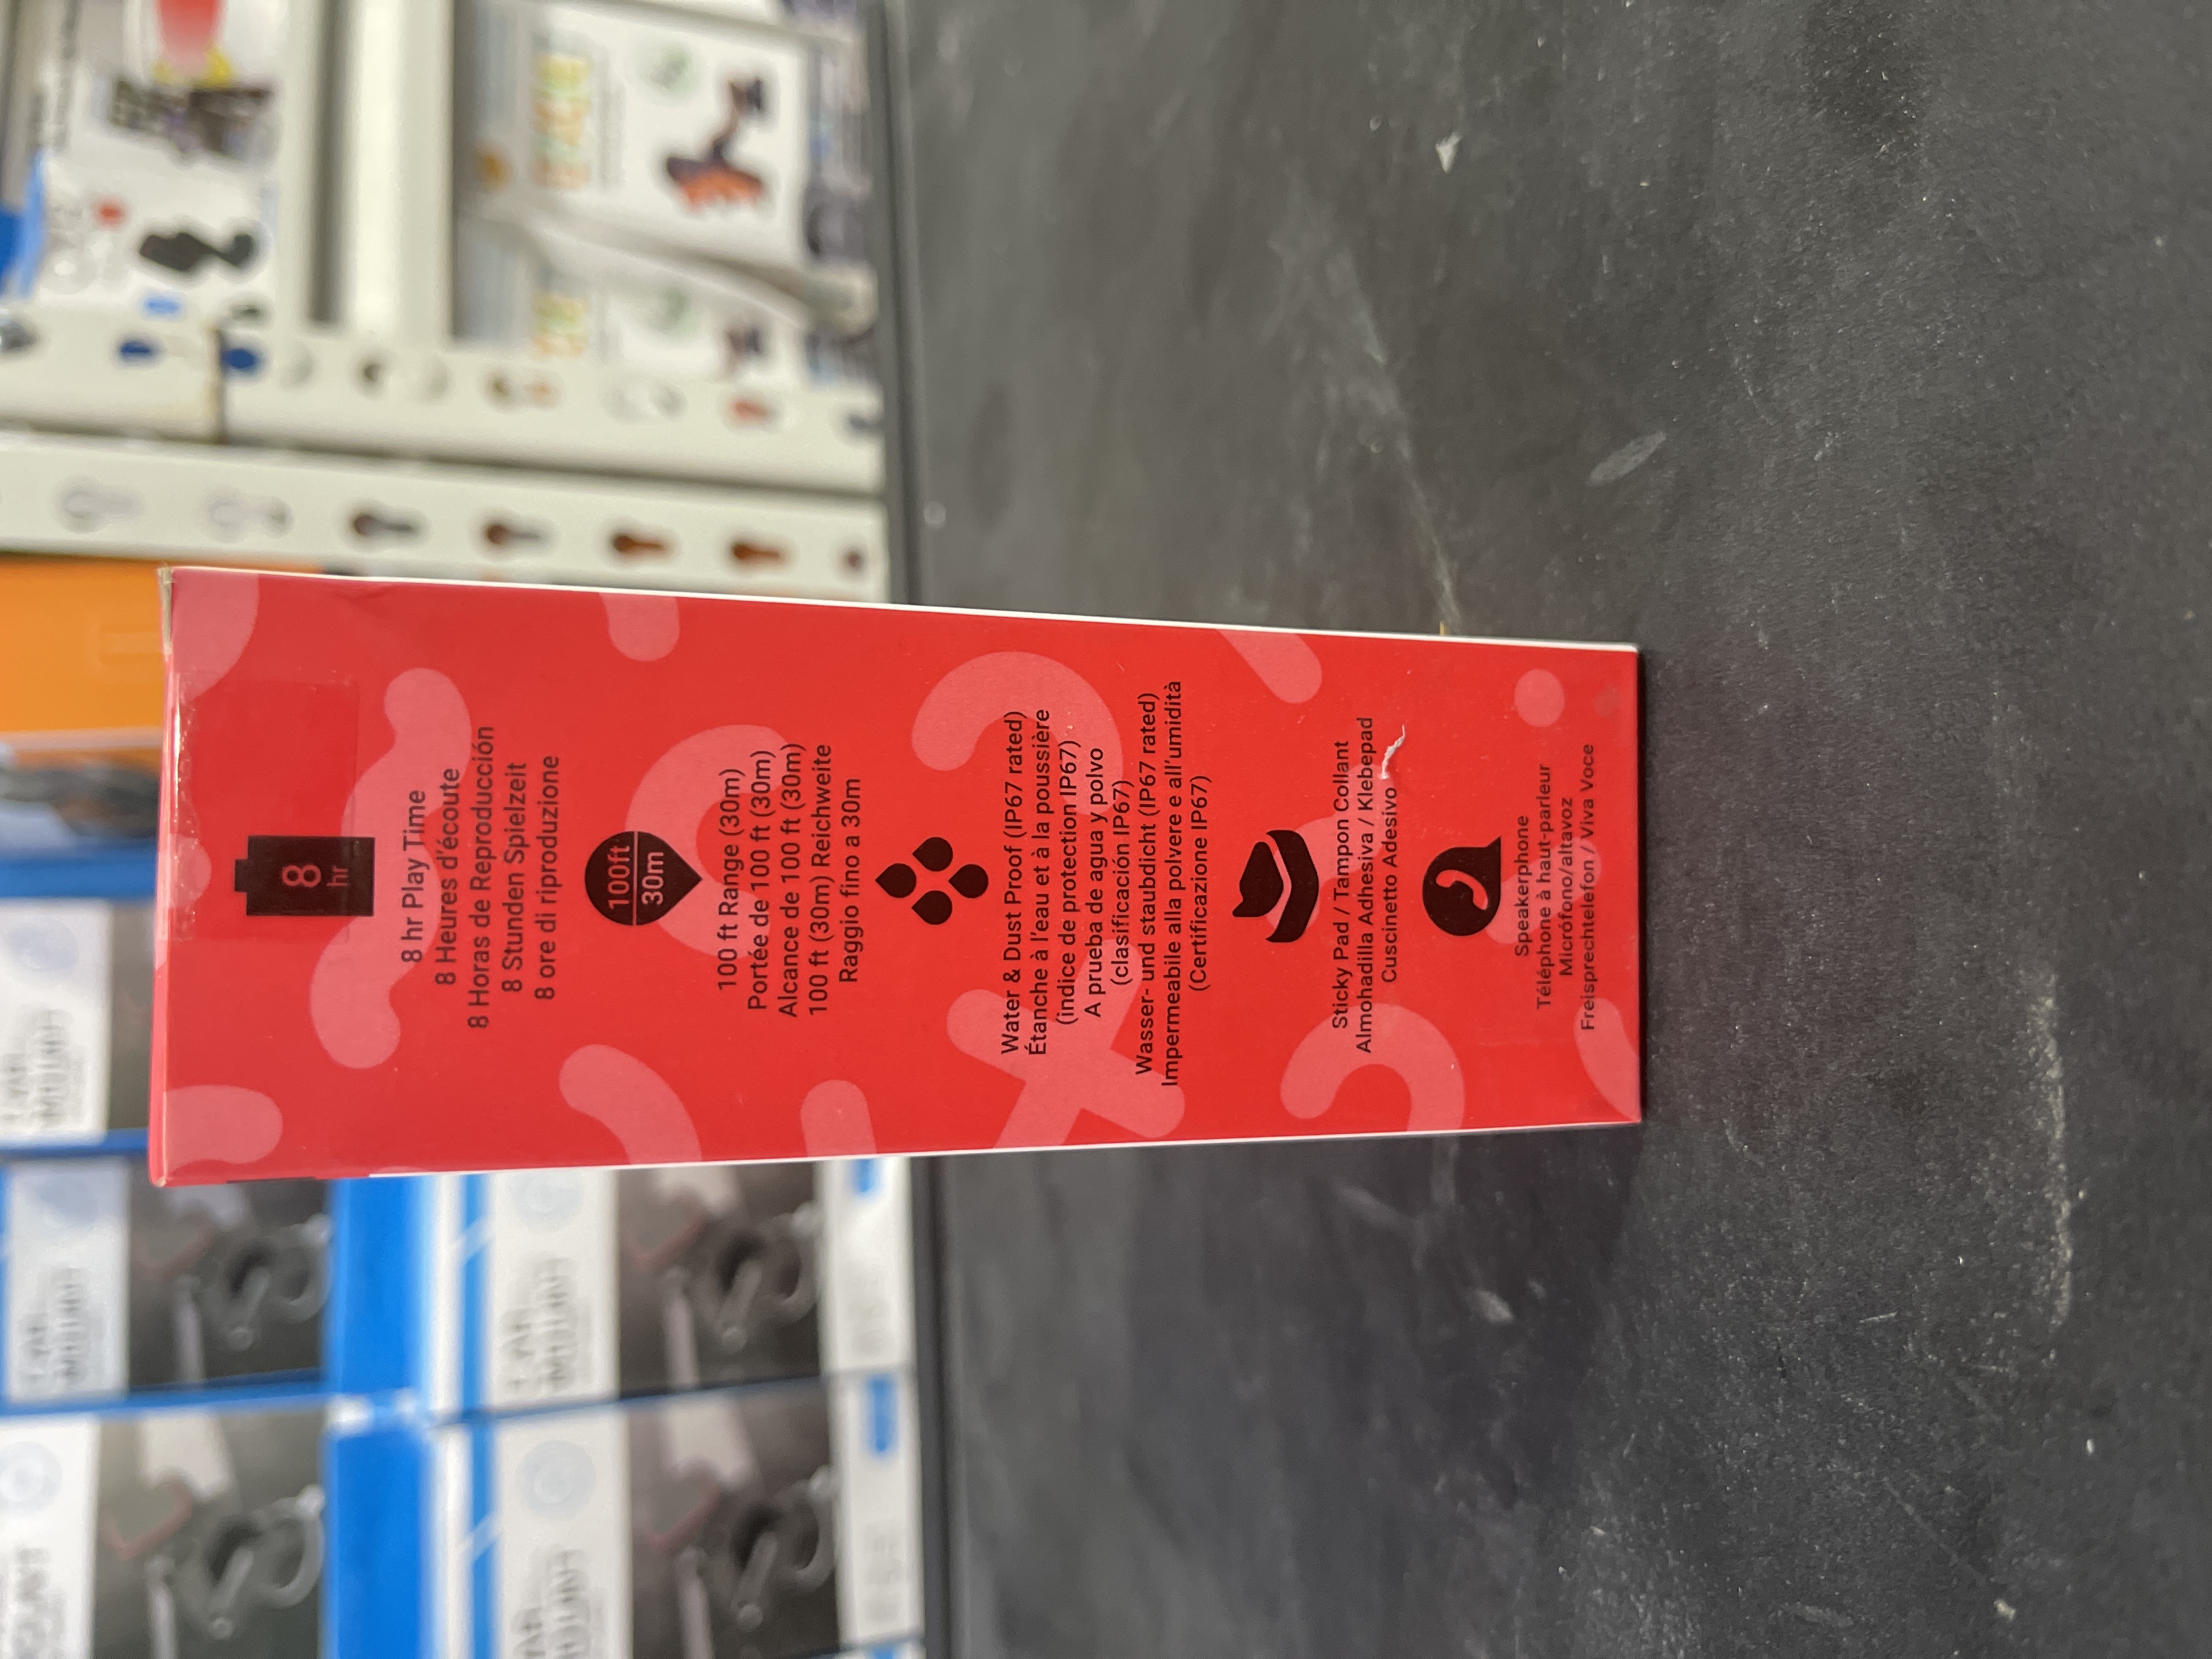 8
hr
8 hr Play Time
8 Heures d'écoute
8 Horas de Reproducción
8 Stunden Spielzeit
8 ore di riproduzione
100ft
30m
100 ft Range (30m)
Portée de 100 ft (30m)
Alcance de 100 ft (30m)
100 ft (30m) Reichweite
Raggio fino a 30m
Water & Dust Proof (IP67 rated)
Étanche à l'eau et à la poussière
(indice de protection IP67)
A prueba de agua y polvo
(clasificación IP67)
Wasser- und staubdicht (IP67 rated)
Impermeabile alla polvere e all'umidità
(Certificazione IP67)
Sticky Pad / Tampon Collant
Almohadilla Adhesiva / Klebepad
Cuscinetto Adesivo
Speakerphone
Téléphone à haut-parleur
Micrófono/altavoz
Freisprechtelefon / Viva Voce